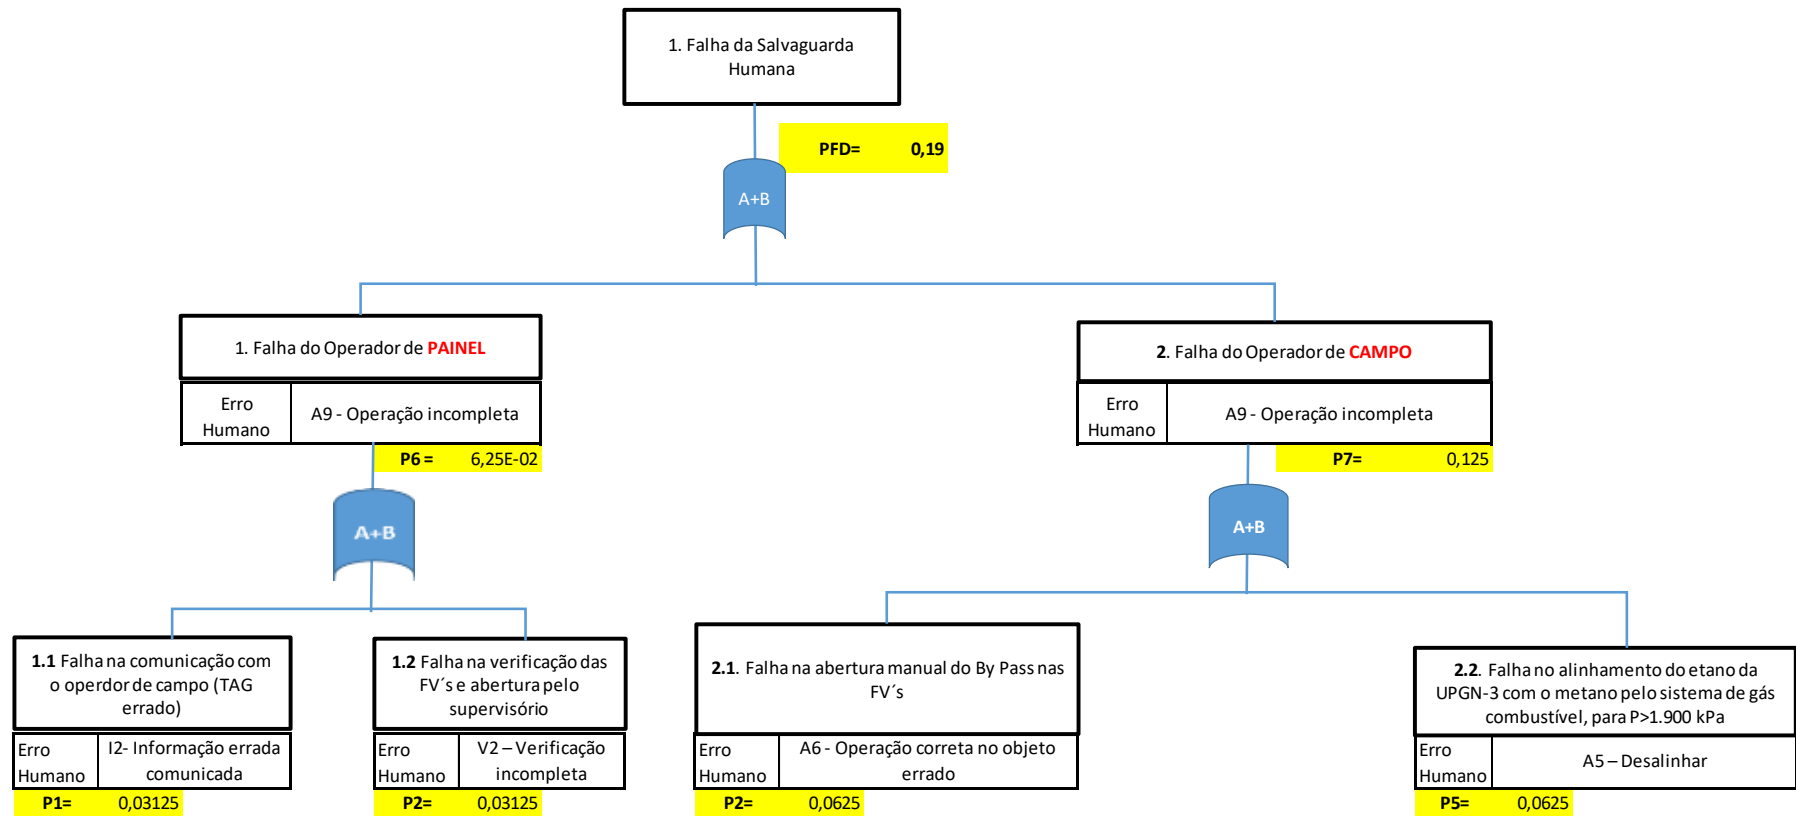 1. Falha da Salvaguarda
Humana
PFD= 0,19
A+B
1. Falha do Operador de PAINEL
Erro
Humano
A9 - Operação incompleta
P6 = 6,25E-02
2. Falha do Operador de CAMPO
Erro
Humano
A9 - Operação incompleta
P7= 0,125
A+B
A+B
1.1 Falha na comunicação com
o operdor de campo (TAG
errado)
Erro
Humano
I2- Informação errada
comunicada
P1= 0,03125
1.2 Falha na verificação das
FV´s e abertura pelo
supervisório
Erro
Humano
V2 – Verificação
incompleta
P2= 0,03125
2.1. Falha na abertura manual do By Pass nas
FV´s
Erro
Humano
A6 - Operação correta no objeto
errado
P2= 0,0625
2.2. Falha no alinhamento do etano da
UPGN-3 com o metano pelo sistema de gás
combustível, para P>1.900 kPa
Erro
Humano
A5 – Desalinhar
P5= 0,0625